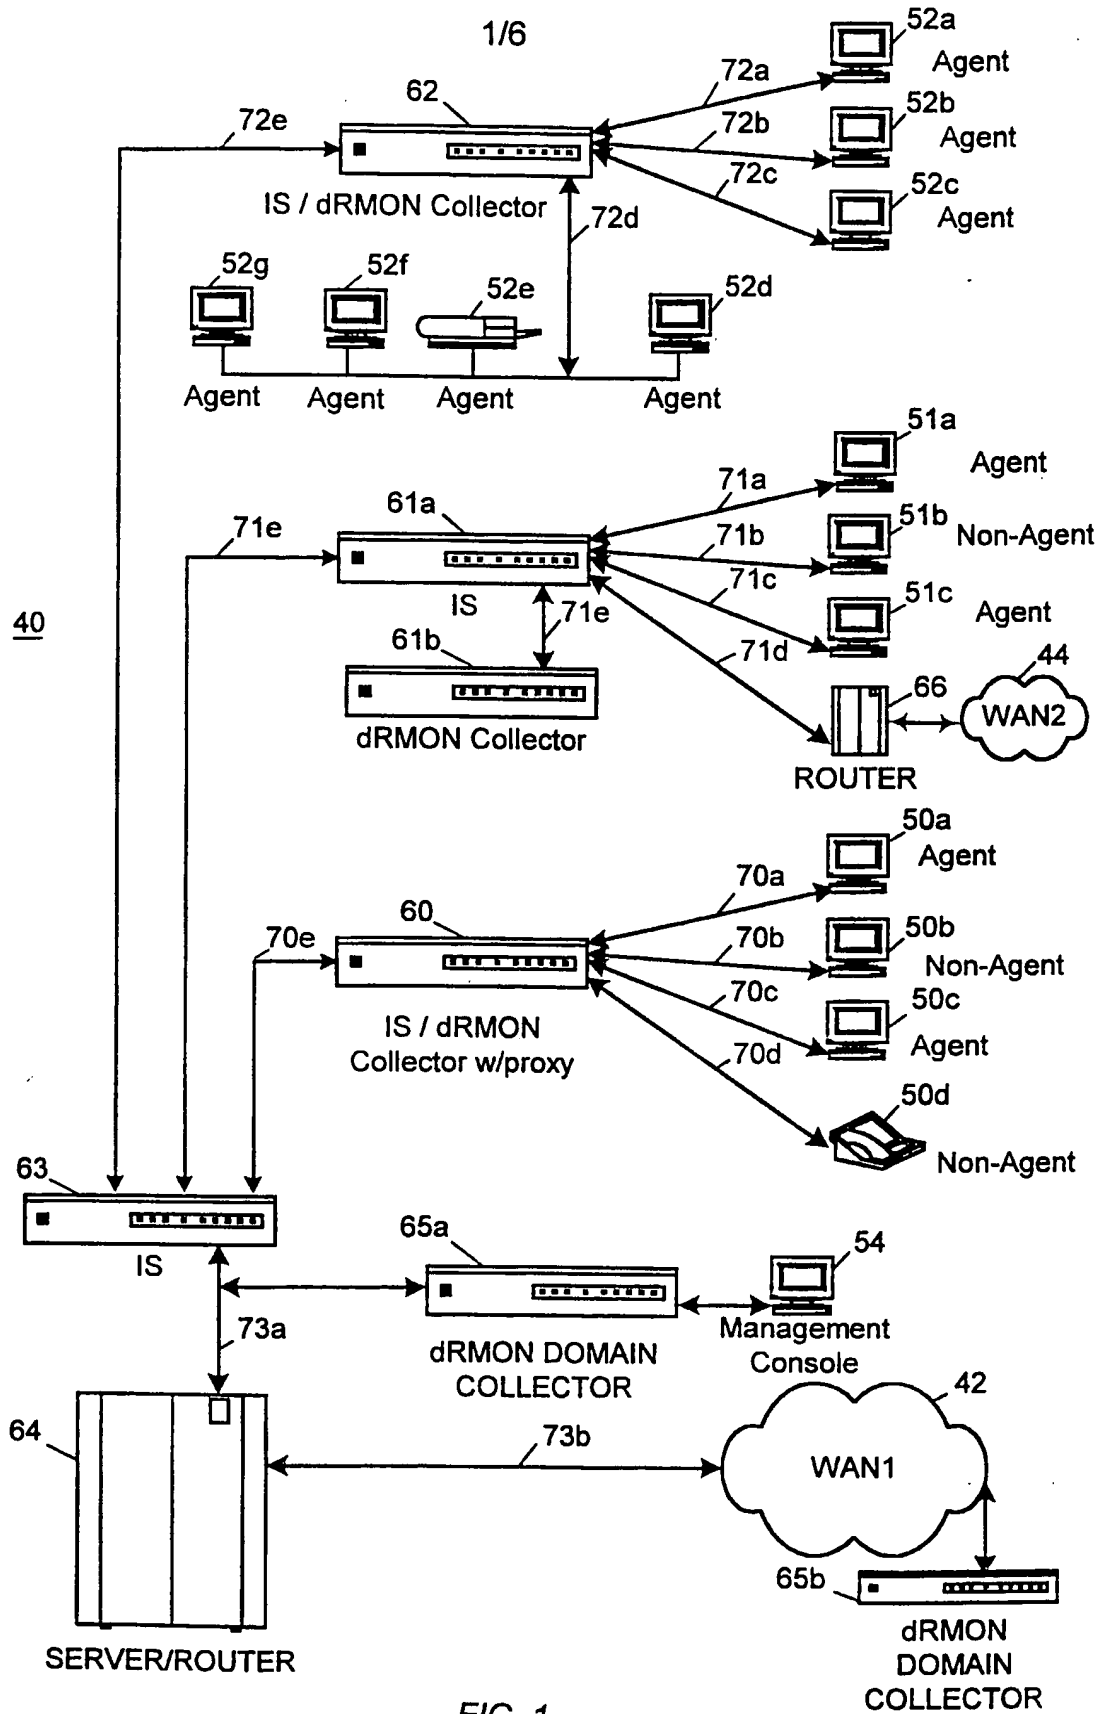 1/6
52a
Agent
72a
62
72e
52b
Agent
72b
52c
Agent
72c
IS / dRMON Collector
72d
52g
52f
52e
52d
Agent
Agent
Agent
Agent
51a
Agent
71a
61a
71e
51b
Non-Agent
71b
71c
51c
Agent
IS
71e
40
61b
71d
44
66
WAN2
dRMON Collector
ROUTER
50a
Agent
70a
60
70e
50b
Non-Agent
70b
70c
50c
Agent
IS / dRMON
Collector w/proxy
70d
50d
Non-Agent
63
IS
65a
54
73a
Management
Console
dRMON DOMAIN
COLLECTOR
42
64
73b
WAN1
65b
SERVER/ROUTER
dRMON
DOMAIN
COLLECTOR
FIG. 1